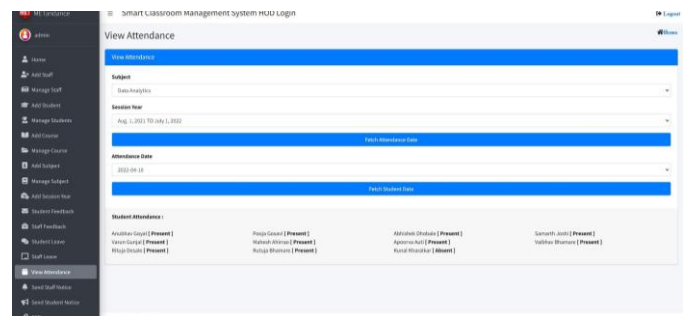 METtendance
Smart Classroom Management System HOD Login
Logout
admin
View Attendance
Home
Home
Add Staff
Manage Staff
Add Student
Manage Students
Add Course
Manage Course
Add Subject
Manage Subject
Add Session Year
Student Feedback
Staff Feedback
Student Leave
Staff Leave
View Attendance
Send Staff Notice
Send Student Notice
View Attendance
Subject
Data Analytics
Session Year
Aug. 1, 2021 TO July 1, 2022
Fetch Attendance Date
Attendance Date
2022-04-18
Fetch Student Data
Student Attendance :
Anubhav Goyal [ Present ] Pooja Gosavi [ Present ] Abhishek Dhobale [ Present ] Samarth Joshi [ Present ]
Varun Gunjal [ Present ] Mahesh Ahirrao [ Present ] Apoorva Auti [ Present ] Vaibhav Bhamare [ Present ]
Rituja Desale [ Present ] Rutuja Bhamare [ Present ] Kunal Kharatkar [ Absent ]